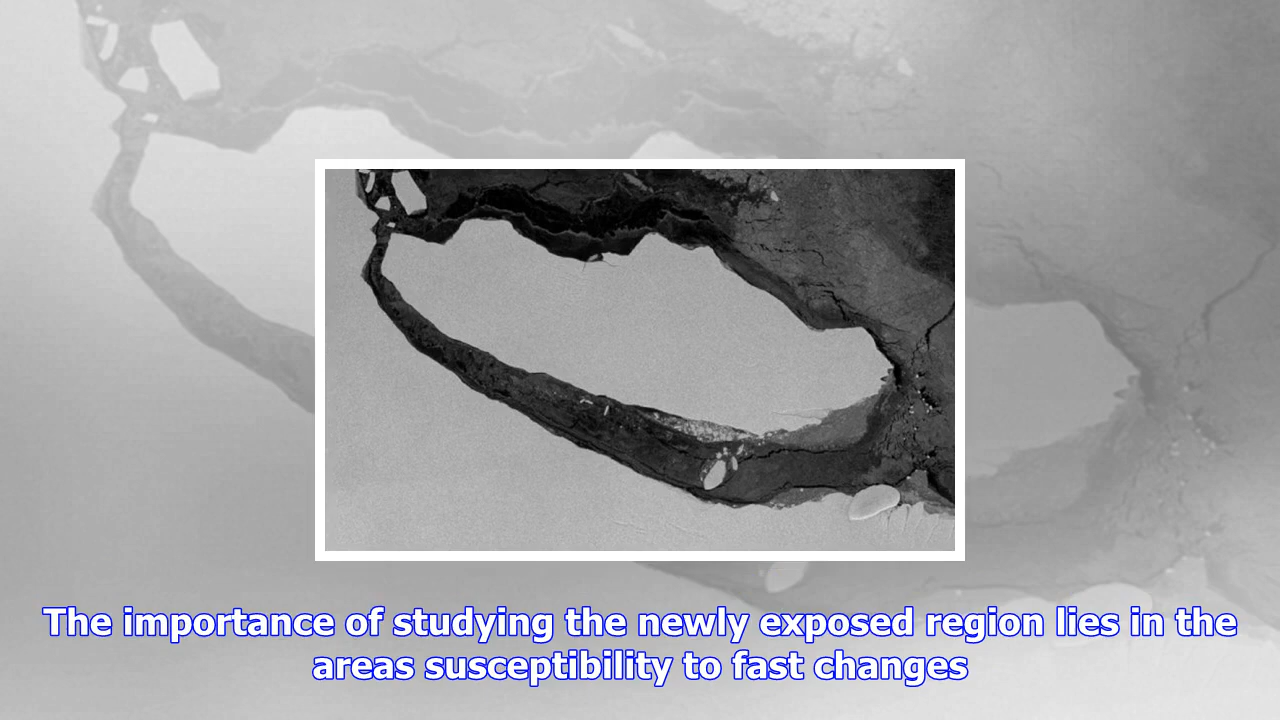 The importance of studying the newly exposed region lies in the
areas susceptibility to fast changes